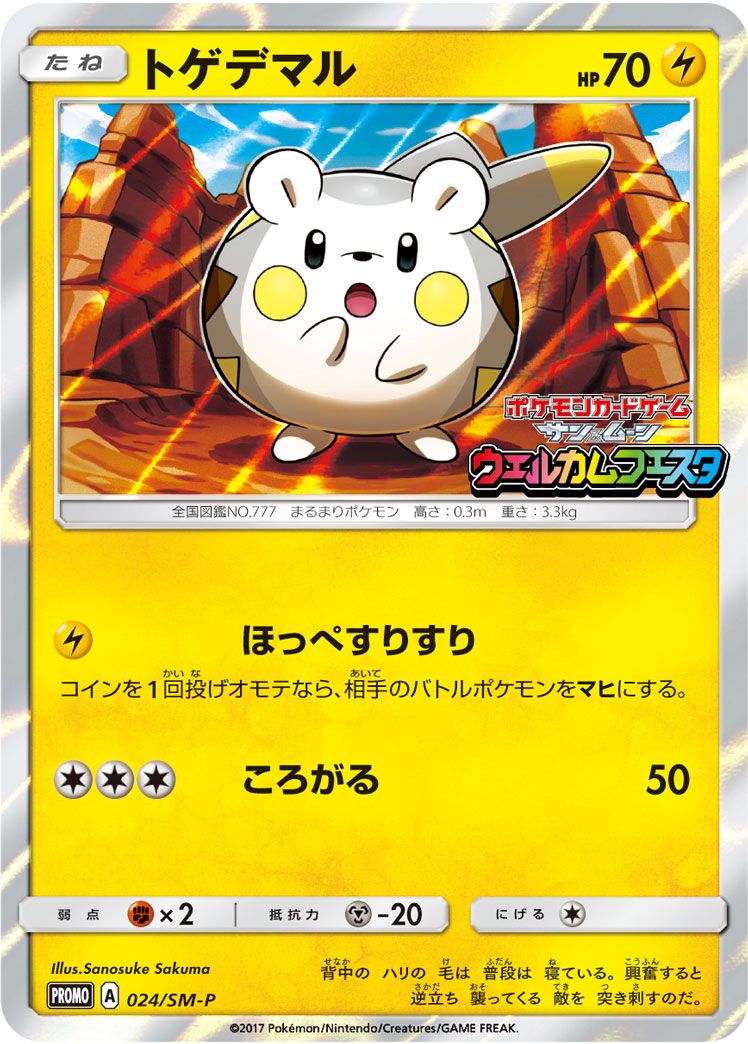 たね トゲデマル HP70
ポケモンカードゲーム
サン&ムーン
ウエルカムフェスタ
全国図鑑NO.777 まるまりポケモン 高さ:0.3m 重さ:3.3kg
ほっぺすりすり
コインを1回投げオモテなら、相手のバトルポケモンをマヒにする。
ころがる 50
弱点 ×2 抵抗力 -20 にげる
Illus.Sanosuke Sakuma
背中の ハリの 毛は 普段は 寝ている。興奮すると
逆立ち 襲ってくる 敵を 突き刺すのだ。
PROMO A 024/SM-P
©2017 Pokémon/Nintendo/Creatures/GAME FREAK.